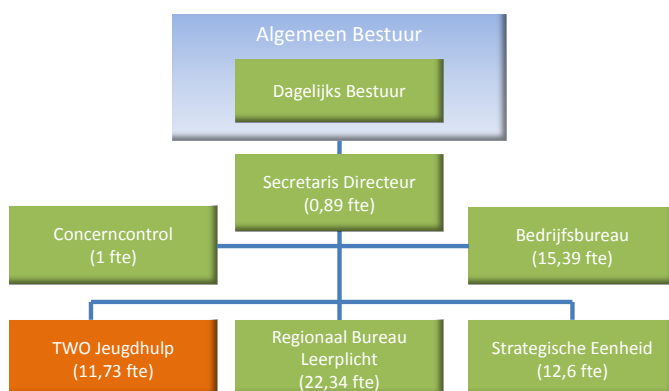 Algemeen Bestuur
Dagelijks Bestuur
Secretaris Directeur
(0,89 fte)
Concerncontrol
(1 fte)
Bedrijfsbureau
(15,39 fte)
TWO Jeugdhulp
(11,73 fte)
Regionaal Bureau
Leerplicht
(22,34 fte)
Strategische Eenheid
(12,6 fte)